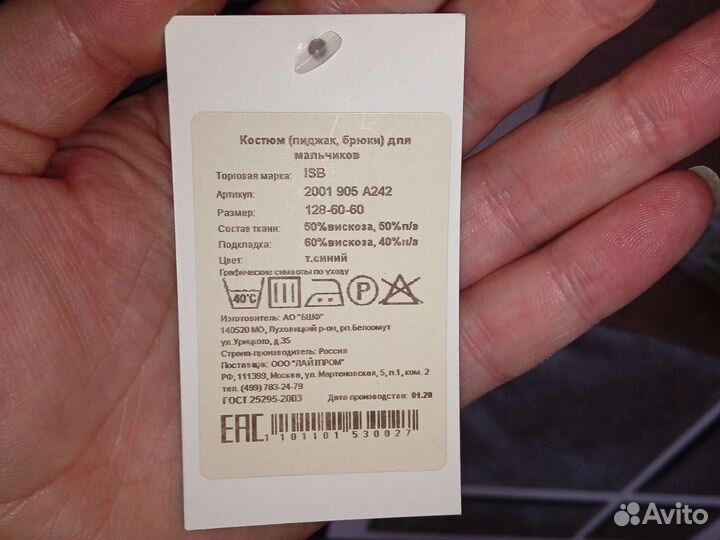 Костюм (пиджак, брюки) для
мальчиков
Торговая марка: ISB
Артикул: 2001 905 А242
Размер: 128-60-60
Состав ткани: 50%вискоза, 50%п/э
Подкладка: 60%вискоза, 40%п/э
Цвет: т.синий
Графические символы по уходу
40°C P
Изготовитель: АО "БШФ"
140520 МО, Луховицкий р-он, рп.Белоомут
ул.Урицкого, д.35
Страна-производитель: Россия
Поставщик: ООО "ЛАЙТПРОМ"
РФ, 111399, Москва, ул. Мартеновская, 5, п.1, ком. 2
тел. (499) 783-24-79
ГОСТ 25295-2003 Дата производства: 01.20
EAC
1 101101 530027
Avito